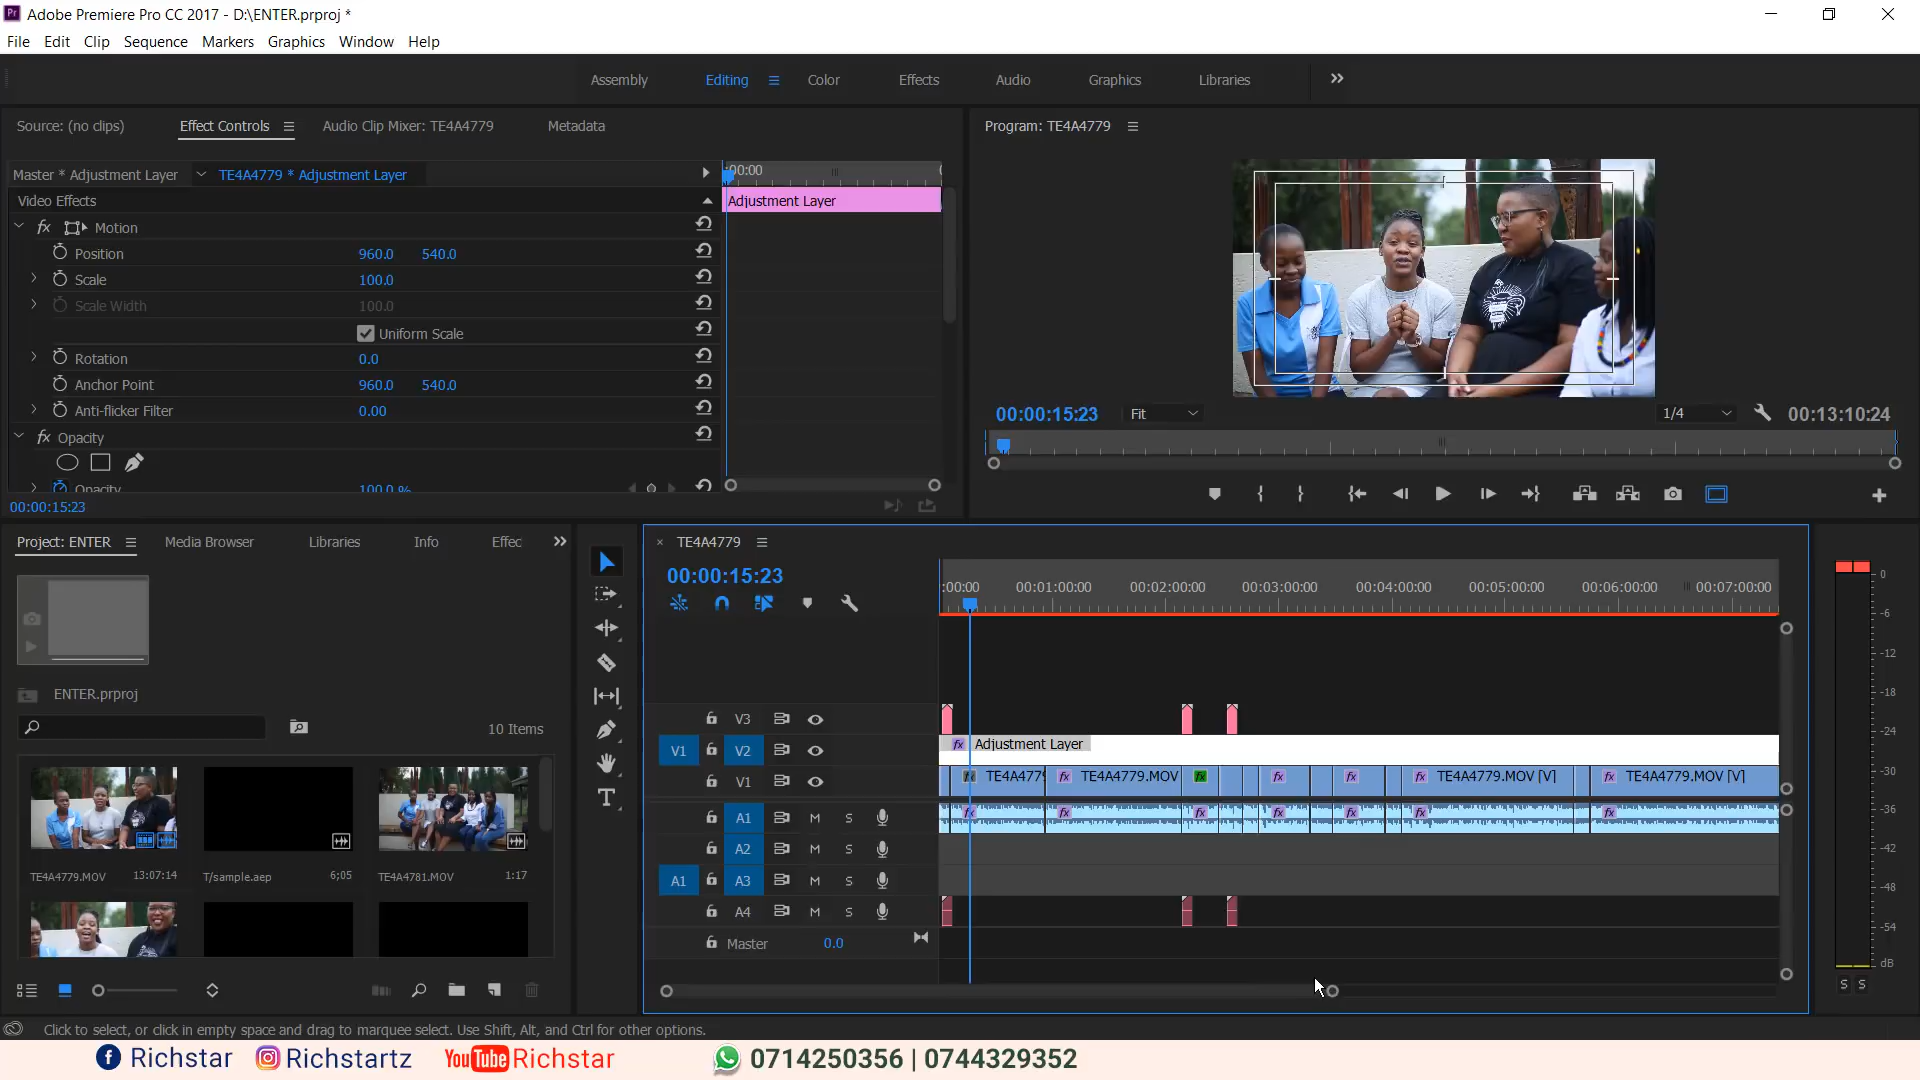 Adobe Premiere Pro CC 2017 - D:\ENTER.prproj *
File Edit Clip Sequence Markers Graphics Window Help
Assembly Editing Color Effects Audio Graphics Libraries
Source: (no clips) Effect Controls Audio Clip Mixer: TE4A4779 Metadata
Program: TE4A4779
Master * Adjustment Layer TE4A4779 * Adjustment Layer
:00:00
Video Effects
Adjustment Layer
fx Motion
Position 960.0 540.0
Scale 100.0
Scale Width 100.0
Uniform Scale
Rotation 0.0
Anchor Point 960.0 540.0
Anti-flicker Filter 0.00
fx Opacity
Opacity 100.0 %
00:00:15:23
00:00:15:23 Fit 1/4 00:13:10:24
Project: ENTER Media Browser Libraries Info Effec
ENTER.prproj
10 Items
TE4A4779.MOV 13:07:14
T/sample.aep 6;05
TE4A4781.MOV 1:17
TE4A4779
00:00:15:23
:00:00 00:01:00:00 00:02:00:00 00:03:00:00 00:04:00:00 00:05:00:00 00:06:00:00 00:07:00:00
V3
V1 V2 fx Adjustment Layer
V1 fx TE4A4779 fx TE4A4779.MOV fx fx fx fx TE4A4779.MOV [V] fx TE4A4779.MOV [V]
A1 M S fx fx fx fx fx fx fx
A2 M S
A1 A3 M S
A4 M S
Master 0.0
0
-6
-12
-18
-24
-30
-36
-42
-48
-54
dB
S S
Click to select, or click in empty space and drag to marquee select. Use Shift, Alt, and Ctrl for other options.
Richstar Richstartz YouTube Richstar 0714250356 | 0744329352